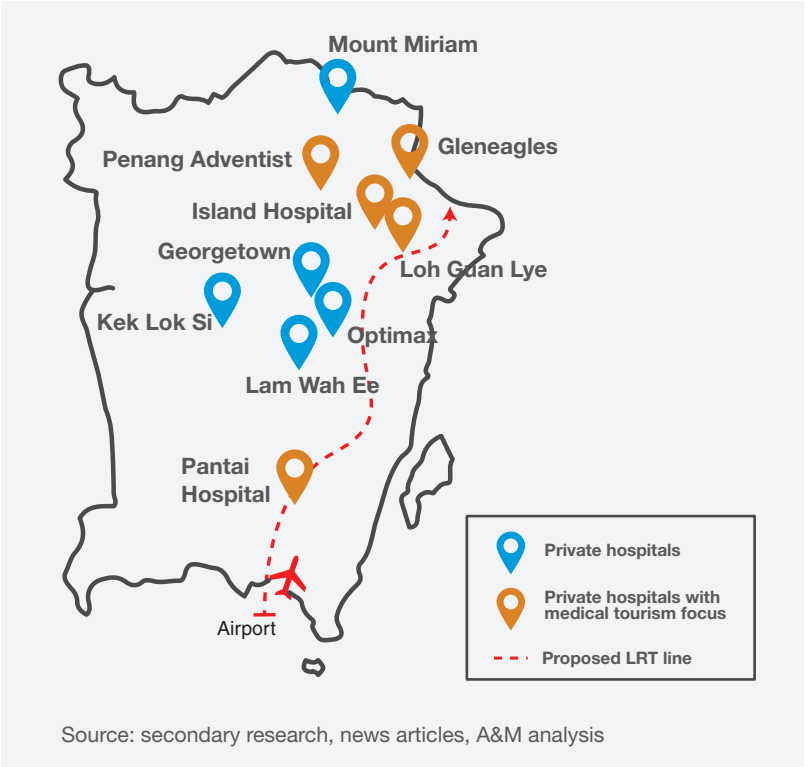 Mount Miriam
Gleneagles
Penang Adventist
Island Hospital
Georgetown
Loh Guan Lye
Kek Lok Si
Optimax
Lam Wah Ee
Pantai
Hospital
Airport
Private hospitals
Private hospitals with
medical tourism focus
Proposed LRT line
Source: secondary research, news articles, A&M analysis